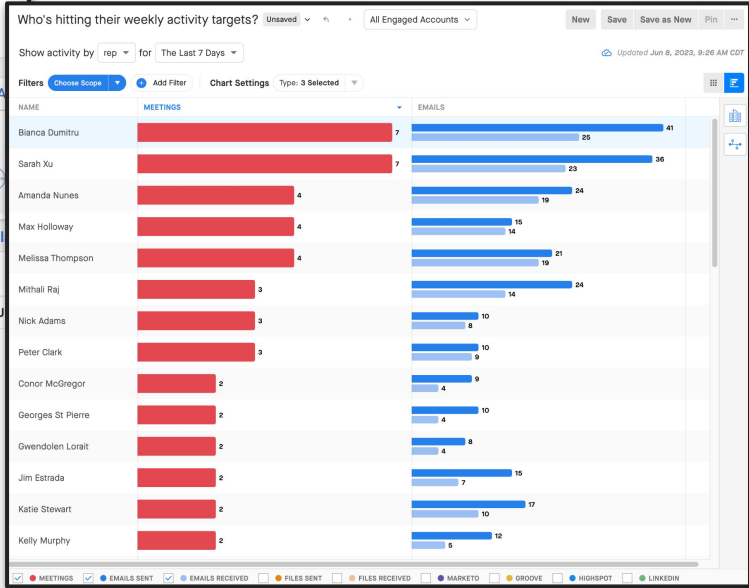 Who's hitting their weekly activity targets? Unsaved All Engaged Accounts New Save Save as New Pin ...
Show activity by rep for The Last 7 Days Updated Jun 8, 2023, 9:26 AM CDT
Filters Choose Scope Add Filter Chart Settings Type: 3 Selected
NAME MEETINGS EMAILS
Bianca Dumitru 7 41 25
Sarah Xu 7 36 23
Amanda Nunes 4 24 19
Max Holloway 4 15 14
Melissa Thompson 4 21 19
Mithali Raj 3 24 14
Nick Adams 3 10 8
Peter Clark 3 10 9
Conor McGregor 2 9 4
Georges St Pierre 2 10 4
Gwendolen Lorait 2 8 4
Jim Estrada 2 15 7
Katie Stewart 2 17 10
Kelly Murphy 2 12 5
MEETINGS EMAILS SENT EMAILS RECEIVED FILES SENT FILES RECEIVED MARKETO GROOVE HIGHSPOT LINKEDIN